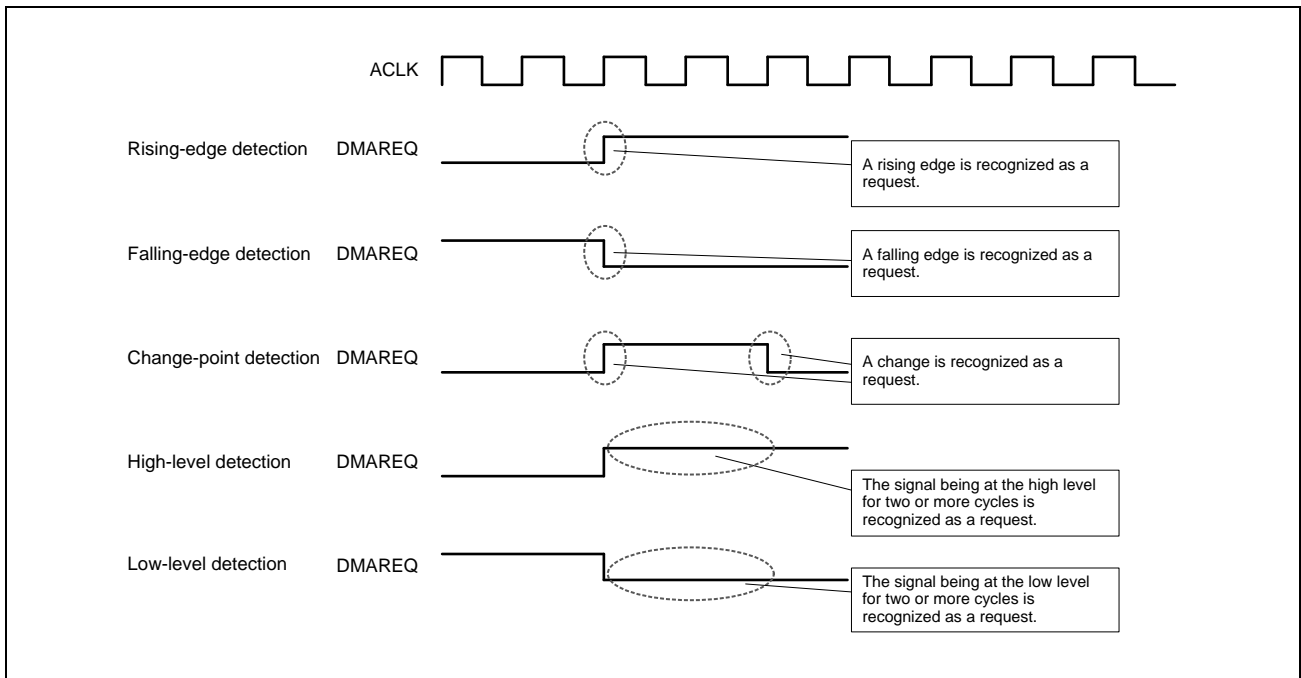 ACLK
Rising-edge detection DMAREQ
A rising edge is recognized as a
request.
Falling-edge detection DMAREQ
A falling edge is recognized as a
request.
Change-point detection DMAREQ
A change is recognized as a
request.
High-level detection DMAREQ
The signal being at the high level
for two or more cycles is
recognized as a request.
Low-level detection DMAREQ
The signal being at the low level
for two or more cycles is
recognized as a request.